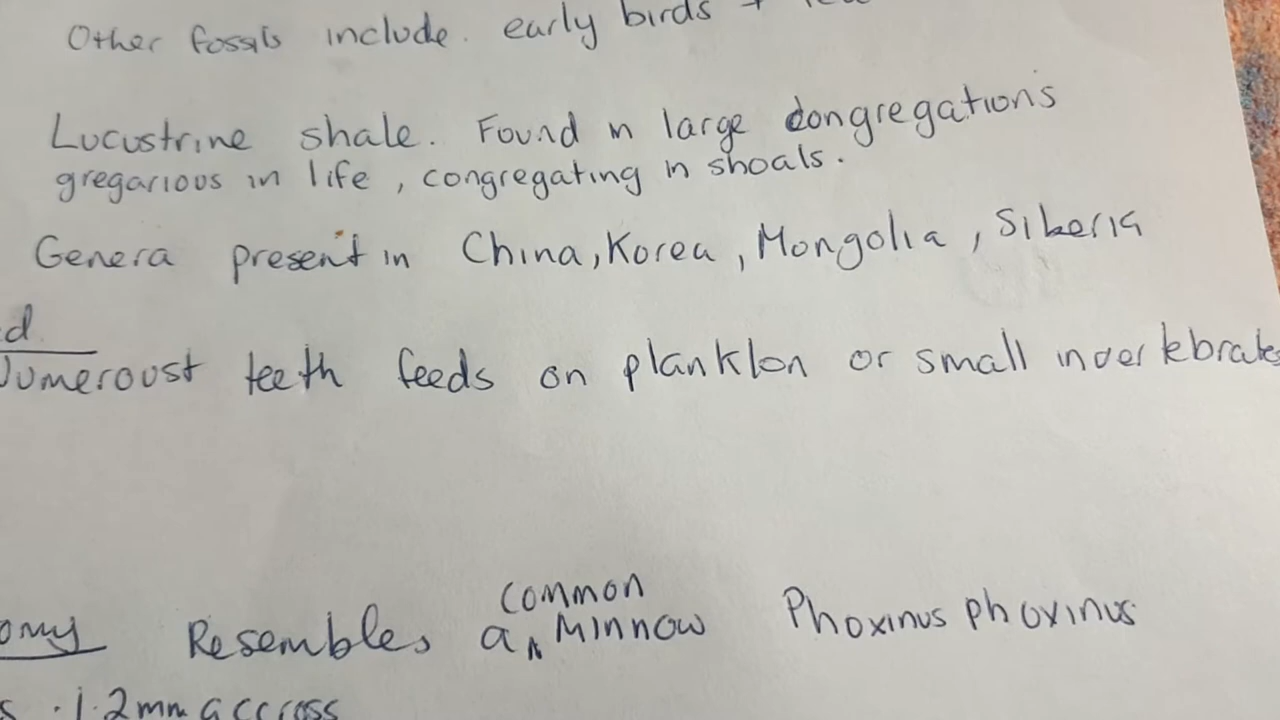 Other fossils include. early birds +
Lucustrine shale. Found in large congregations
gregarious in life, congregating in shoals.
Genera present in China, Korea, Mongolia, Siberia
d
Numeroust teeth feeds on plankton or small invertebrates
common
omy Resembles a ^ Minnow Phoxinus phoxinus
s .1.2mm accross